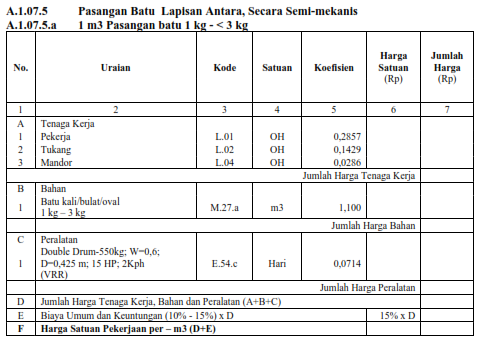 A.1.07.5 Pasangan Batu Lapisan Antara, Secara Semi-mekanis
A.1.07.5.a 1 m3 Pasangan batu 1 kg - < 3 kg
No. Uraian Kode Satuan Koefisien Harga Satuan (Rp) Jumlah Harga (Rp)
1 2 3 4 5 6 7
A Tenaga Kerja
1 Pekerja L.01 OH 0,2857
2 Tukang L.02 OH 0,1429
3 Mandor L.04 OH 0,0286
Jumlah Harga Tenaga Kerja
B Bahan
1 Batu kali/bulat/oval
1 kg – 3 kg M.27.a m3 1,100
Jumlah Harga Bahan
C Peralatan
1 Double Drum-550kg; W=0,6;
D=0,425 m; 15 HP; 2Kph
(VRR) E.54.c Hari 0,0714
Jumlah Harga Peralatan
D Jumlah Harga Tenaga Kerja, Bahan dan Peralatan (A+B+C)
E Biaya Umum dan Keuntungan (10% - 15%) x D 15% x D
F Harga Satuan Pekerjaan per – m3 (D+E)